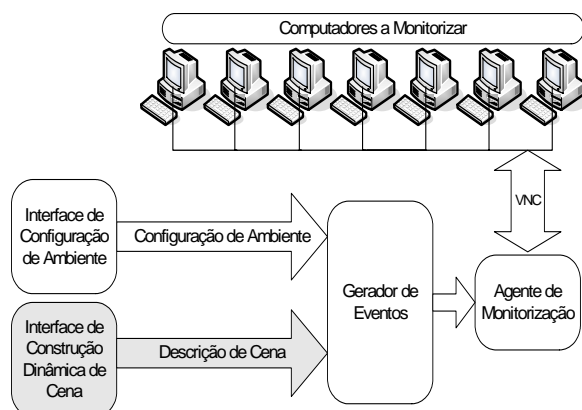 Computadores a Monitorizar
VNC
Interface de
Configuração
de Ambiente
Configuração de Ambiente
Gerador de
Eventos
Agente de
Monitorização
Interface de
Construção
Dinâmica de
Cena
Descrição de Cena